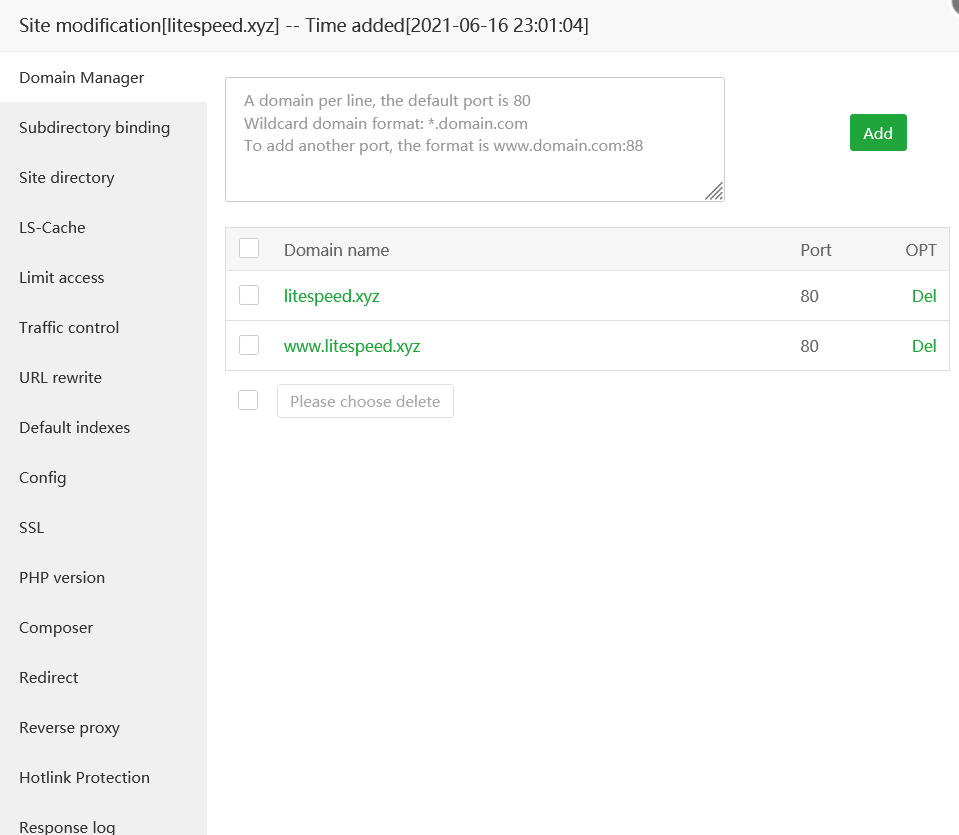 Site modification[litespeed.xyz] -- Time added[2021-06-16 23:01:04]
Domain Manager
Subdirectory binding
Site directory
LS-Cache
Limit access
Traffic control
URL rewrite
Default indexes
Config
SSL
PHP version
Composer
Redirect
Reverse proxy
Hotlink Protection
Response log
A domain per line, the default port is 80
Wildcard domain format: *.domain.com
To add another port, the format is www.domain.com:88
Add
Domain name Port OPT
litespeed.xyz 80 Del
www.litespeed.xyz 80 Del
Please choose delete